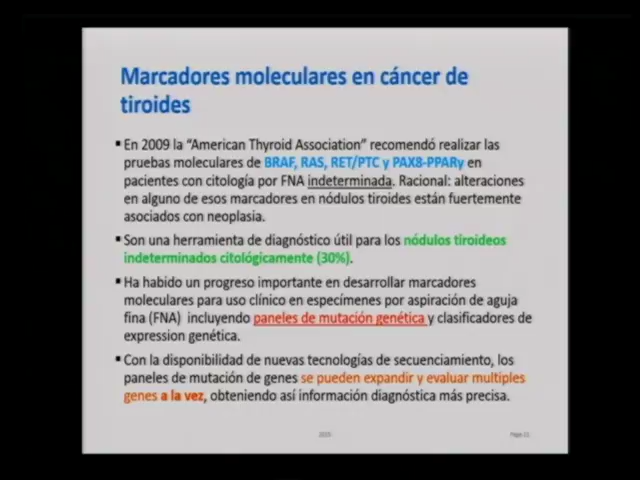 Marcadores moleculares en cáncer de
tiroides
▪ En 2009 la “American Thyroid Association” recomendó realizar las
pruebas moleculares de BRAF, RAS, RET/PTC y PAX8-PPARγ en
pacientes con citología por FNA indeterminada. Racional: alteraciones
en alguno de esos marcadores en nódulos tiroides están fuertemente
asociados con neoplasia.
▪ Son una herramienta de diagnóstico útil para los nódulos tiroideos
indeterminados citológicamente (30%).
▪ Ha habido un progreso importante en desarrollar marcadores
moleculares para uso clínico en especímenes por aspiración de aguja
fina (FNA) incluyendo paneles de mutación genética y clasificadores de
expression genética.
▪ Con la disponibilidad de nuevas tecnologías de secuenciamiento, los
paneles de mutación de genes se pueden expandir y evaluar multiples
genes a la vez, obteniendo así información diagnóstica más precisa.